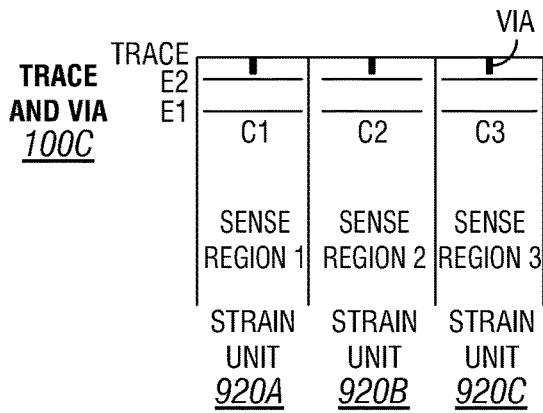 VIA
TRACE
E2
E1
TRACE
AND VIA
100C
C1 C2 C3
SENSE SENSE SENSE
REGION 1 REGION 2 REGION 3
STRAIN STRAIN STRAIN
UNIT UNIT UNIT
920A 920B 920C